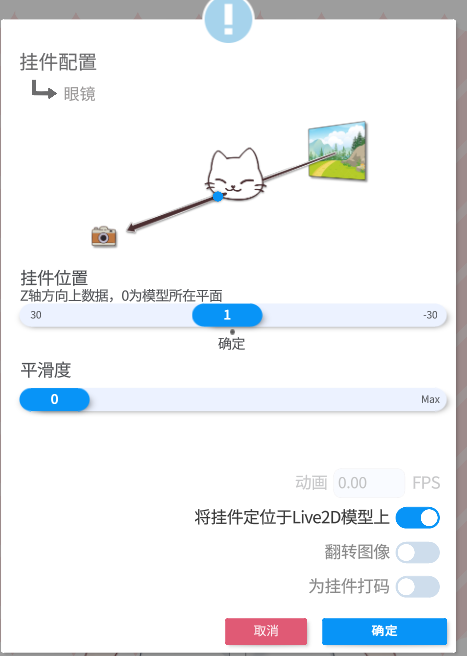 挂件配置
眼镜
挂件位置
Z轴方向上数据，0为模型所在平面
30 1 -30
确定
平滑度
0 Max
动画 0.00 FPS
将挂件定位于Live2D模型上
翻转图像
为挂件打码
取消 确定